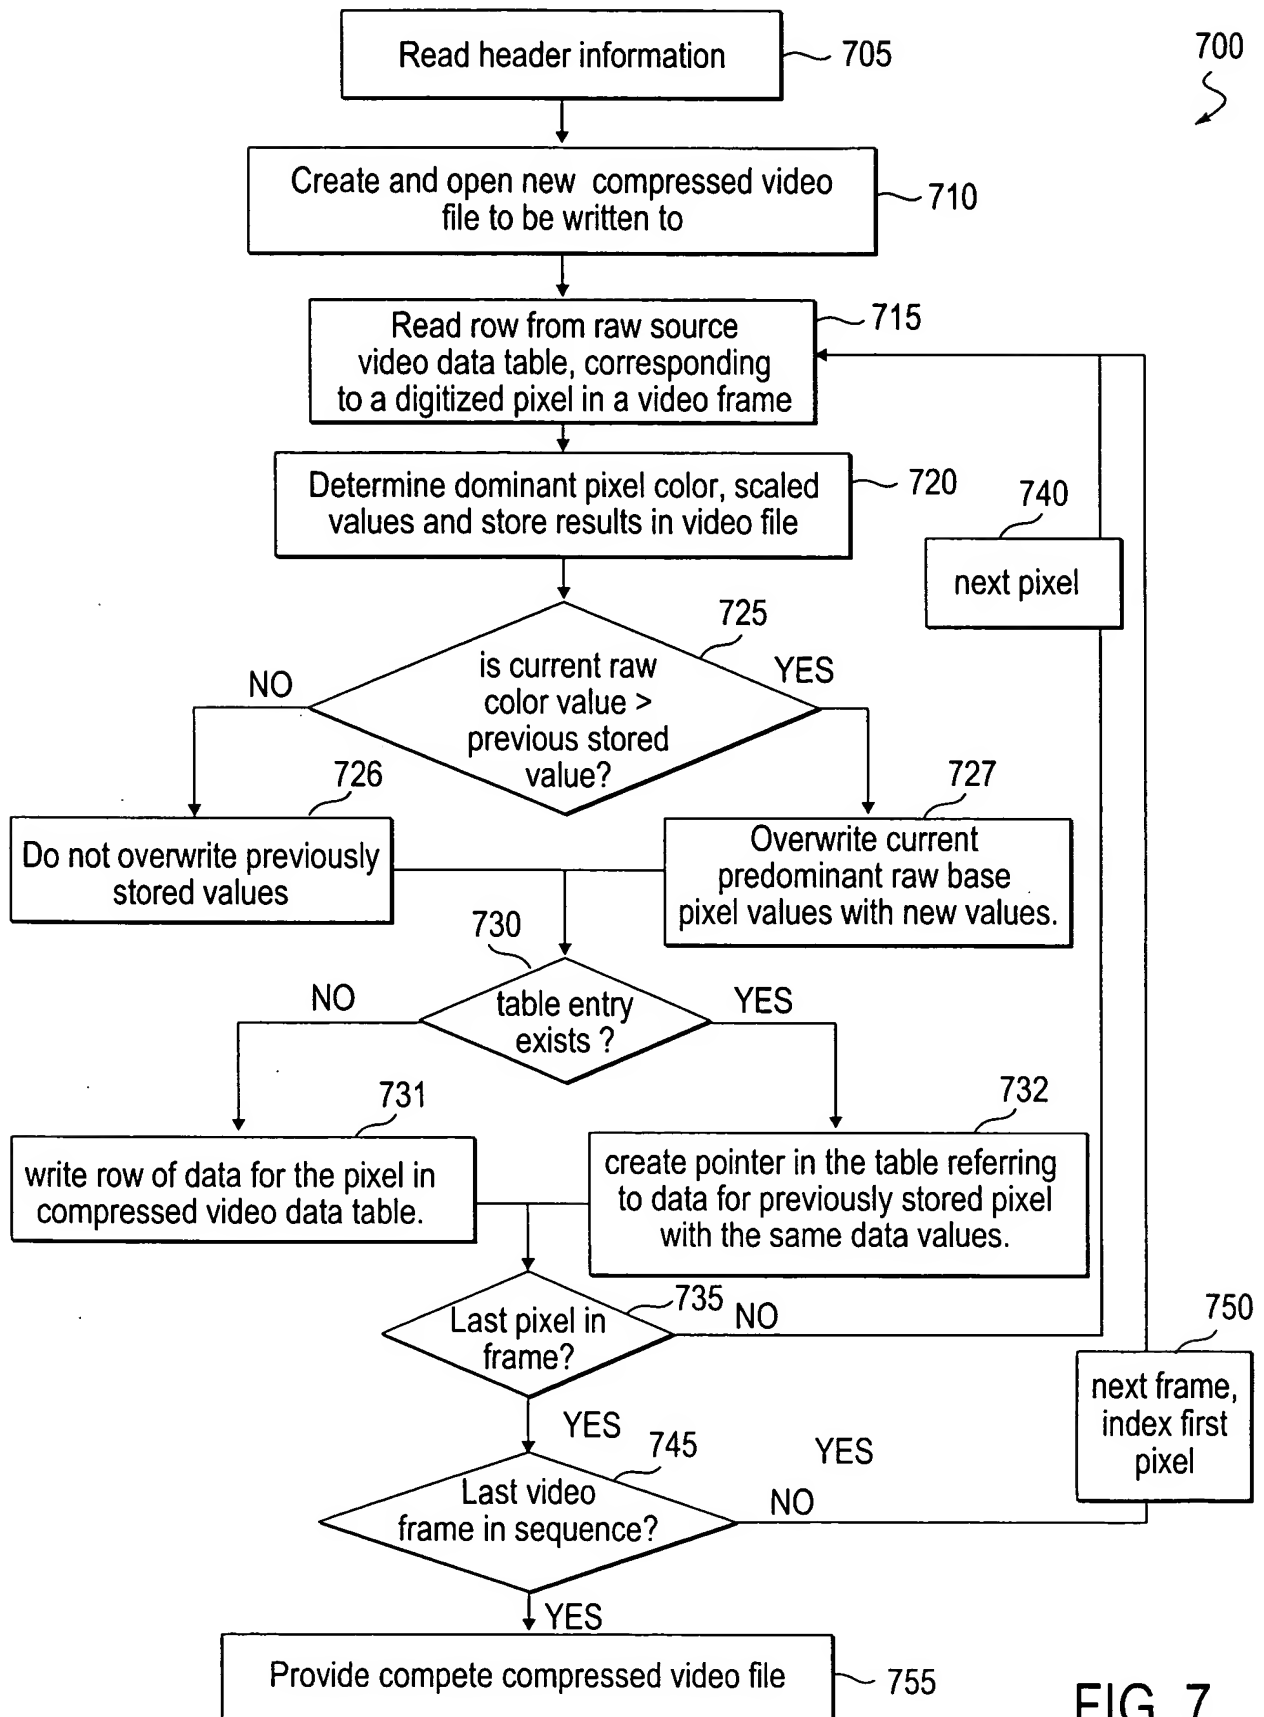 Read header information
705
700
Create and open new compressed video
file to be written to
710
Read row from raw source
video data table, corresponding
to a digitized pixel in a video frame
715
Determine dominant pixel color, scaled
values and store results in video file
720
740
next pixel
725
is current raw
color value >
previous stored
value?
NO
YES
726
Do not overwrite previously
stored values
727
Overwrite current
predominant raw base
pixel values with new values.
730
table entry
exists ?
NO
YES
731
write row of data for the pixel in
compressed video data table.
732
create pointer in the table referring
to data for previously stored pixel
with the same data values.
735
Last pixel in
frame?
NO
YES
750
next frame,
index first
pixel
745
Last video
frame in sequence?
YES
NO
YES
Provide compete compressed video file
755
FIG. 7